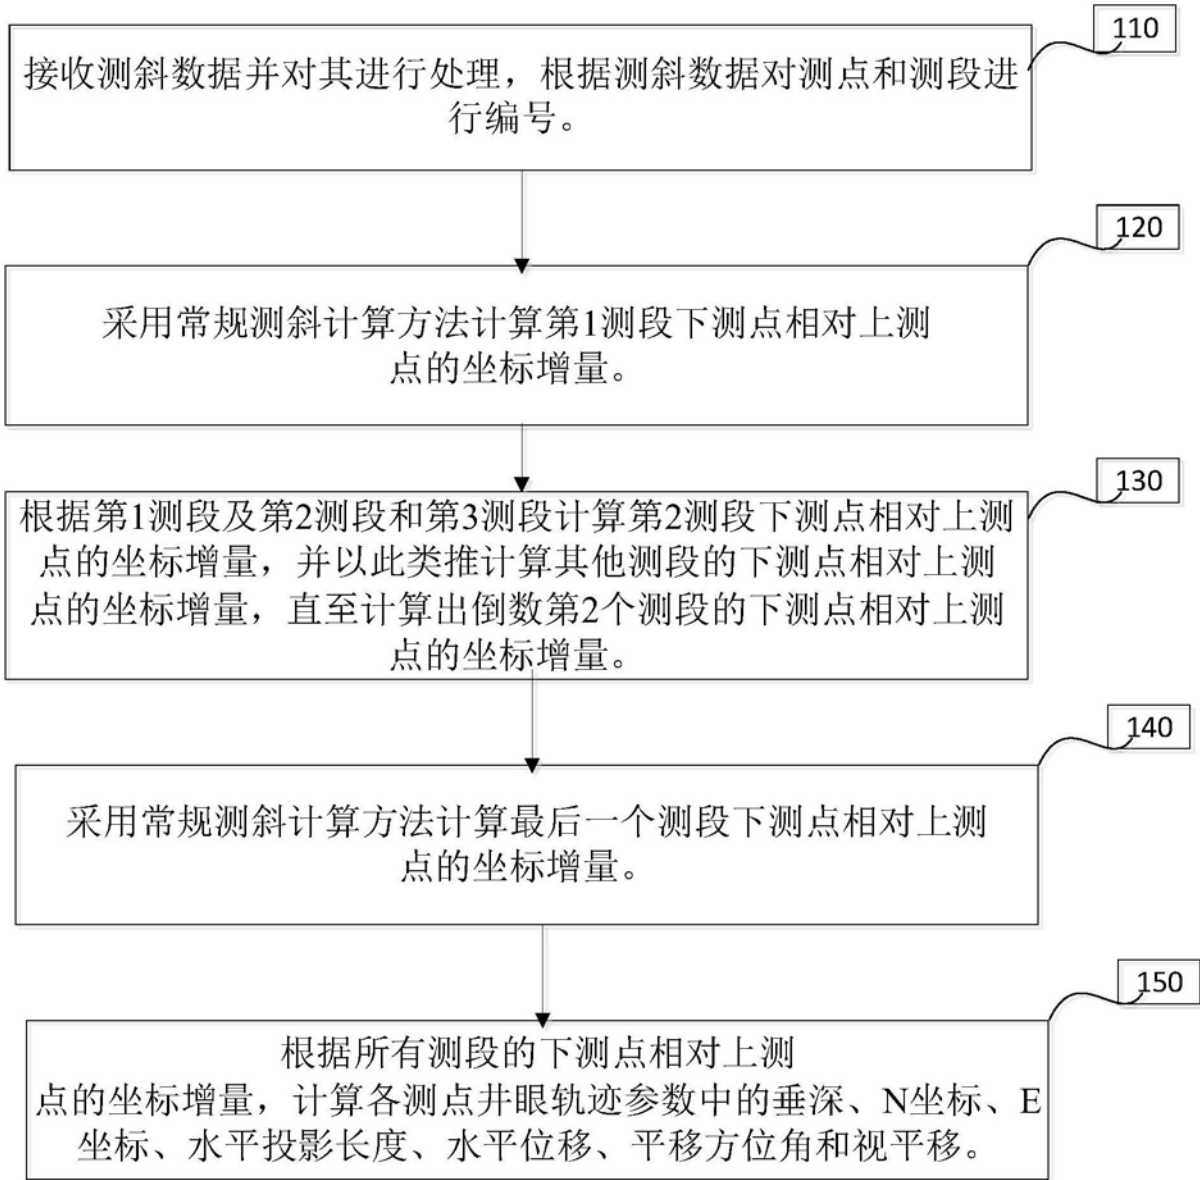 110
接收测斜数据并对其进行处理，根据测斜数据对测点和测段进
行编号。
120
采用常规测斜计算方法计算第1测段下测点相对上测
点的坐标增量。
130
根据第1测段及第2测段和第3测段计算第2测段下测点相对上测
点的坐标增量，并以此类推计算其他测段的下测点相对上测
点的坐标增量，直至计算出倒数第2个测段的下测点相对上测
点的坐标增量。
140
采用常规测斜计算方法计算最后一个测段下测点相对上测
点的坐标增量。
150
根据所有测段的下测点相对上测
点的坐标增量，计算各测点井眼轨迹参数中的垂深、N坐标、E
坐标、水平投影长度、水平位移、平移方位角和视平移。